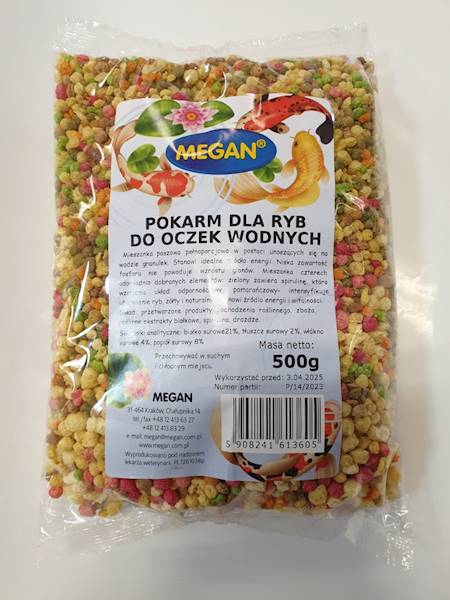 MEGAN®
POKARM DLA RYB
DO OCZEK WODNYCH
Mieszanka paszowa pełnoporcjowa w postaci unoszących się na
wodzie granulek. Stanowi idealne źródło energii. Niska zawartość
fosforu nie powoduje wzrostu glonów. Mieszanka czterech
odpowiednio dobranych elementów: zielony zawiera spirulinę, która
wzmacnia układ odpornościowy, pomarańczowy- intensyfikuje
ubarwienie ryb, żółty i naturalny stanowi źródło energii i witalności.
Skład: przetworzone produkty pochodzenia roślinnego, zboża,
roślinne ekstrakty białkowe, spirulina, drożdże.
Składniki analityczne: białko surowe21%, tłuszcz surowy 2%, włókno
surowe 4%, popiół surowy 8%.
Przechowywać w suchym
i chłodnym miejscu.
Masa netto:
500g
Wykorzystać przed: 3.04.2025
Numer partii: P/14/2023
MEGAN
31-464 Kraków, Chałupnika 14
tel./fax +48 12 413 63 27
+48 12 413 83 29
e-mail: megan@megan.com.pl
www.megan.com.pl
Wyprodukowano pod nadzorem
lekarza weterynarii.
5 908241 613605